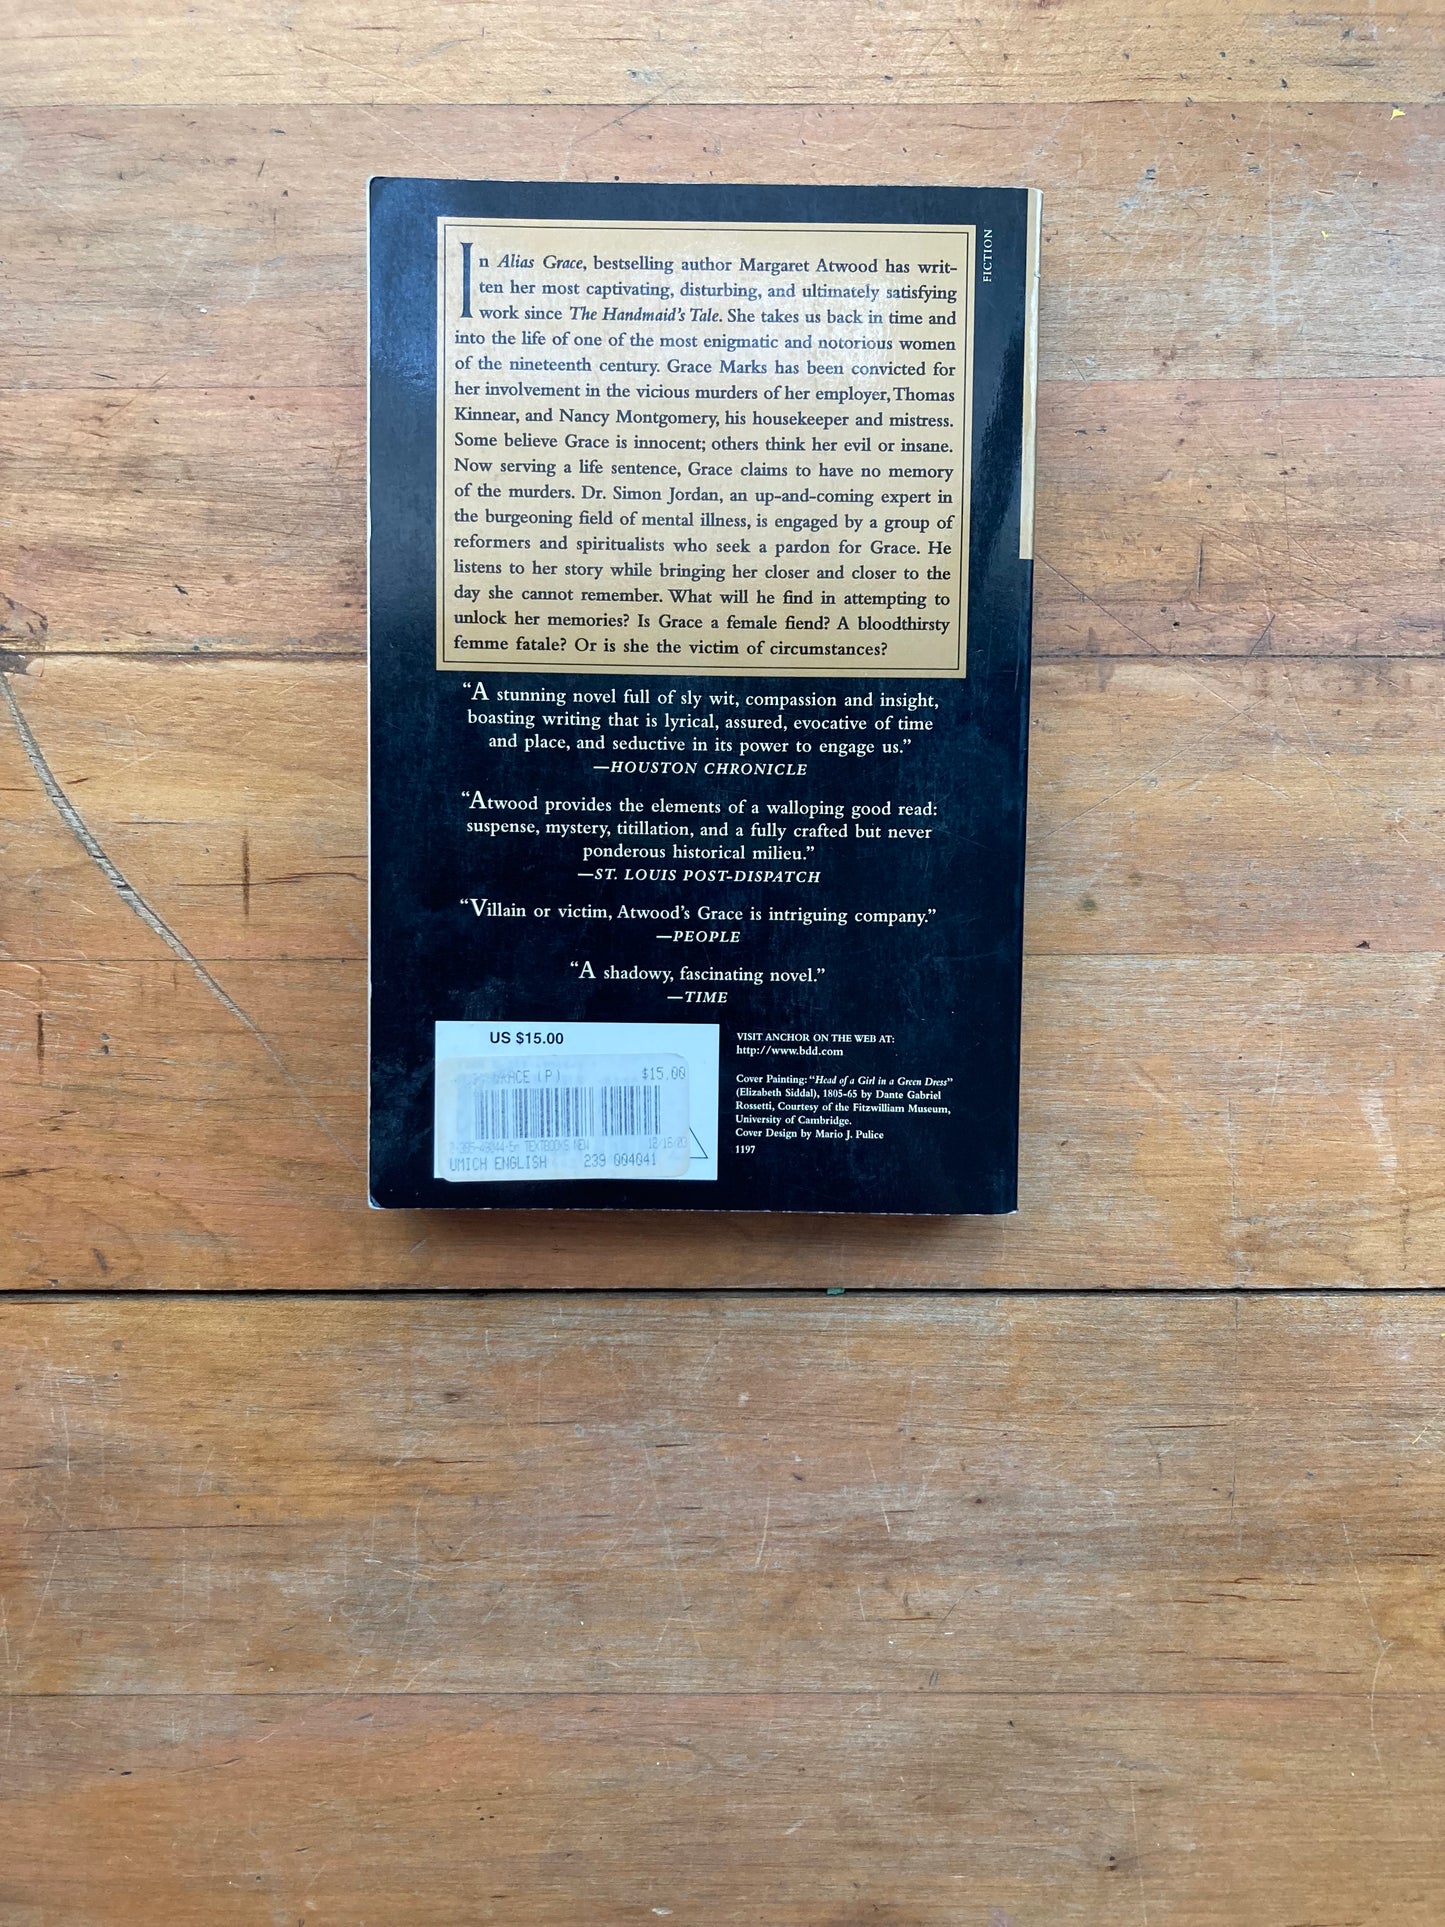 FICTION
In Alias Grace, bestselling author Margaret Atwood has writ-
ten her most captivating, disturbing, and ultimately satisfying
work since The Handmaid's Tale. She takes us back in time and
into the life of one of the most enigmatic and notorious women
of the nineteenth century. Grace Marks has been convicted for
her involvement in the vicious murders of her employer, Thomas
Kinnear, and Nancy Montgomery, his housekeeper and mistress.
Some believe Grace is innocent; others think her evil or insane.
Now serving a life sentence, Grace claims to have no memory
of the murders. Dr. Simon Jordan, an up-and-coming expert in
the burgeoning field of mental illness, is engaged by a group of
reformers and spiritualists who seek a pardon for Grace. He
listens to her story while bringing her closer and closer to the
day she cannot remember. What will he find in attempting to
unlock her memories? Is Grace a female fiend? A bloodthirsty
femme fatale? Or is she the victim of circumstances?
“A stunning novel full of sly wit, compassion and insight,
boasting writing that is lyrical, assured, evocative of time
and place, and seductive in its power to engage us.”
—HOUSTON CHRONICLE
“Atwood provides the elements of a walloping good read:
suspense, mystery, titillation, and a fully crafted but never
ponderous historical milieu.”
—ST. LOUIS POST-DISPATCH
“Villain or victim, Atwood's Grace is intriguing company.”
—PEOPLE
“A shadowy, fascinating novel.”
—TIME
US $15.00
GRACE (P) $15.00
TEXTBOOKS NEW 12/16/03
UMICH ENGLISH 239 004041
VISIT ANCHOR ON THE WEB AT:
http://www.bdd.com
Cover Painting: “Head of a Girl in a Green Dress”
(Elizabeth Siddal), 1805-65 by Dante Gabriel
Rossetti, Courtesy of the Fitzwilliam Museum,
University of Cambridge.
Cover Design by Mario J. Pulice
1197